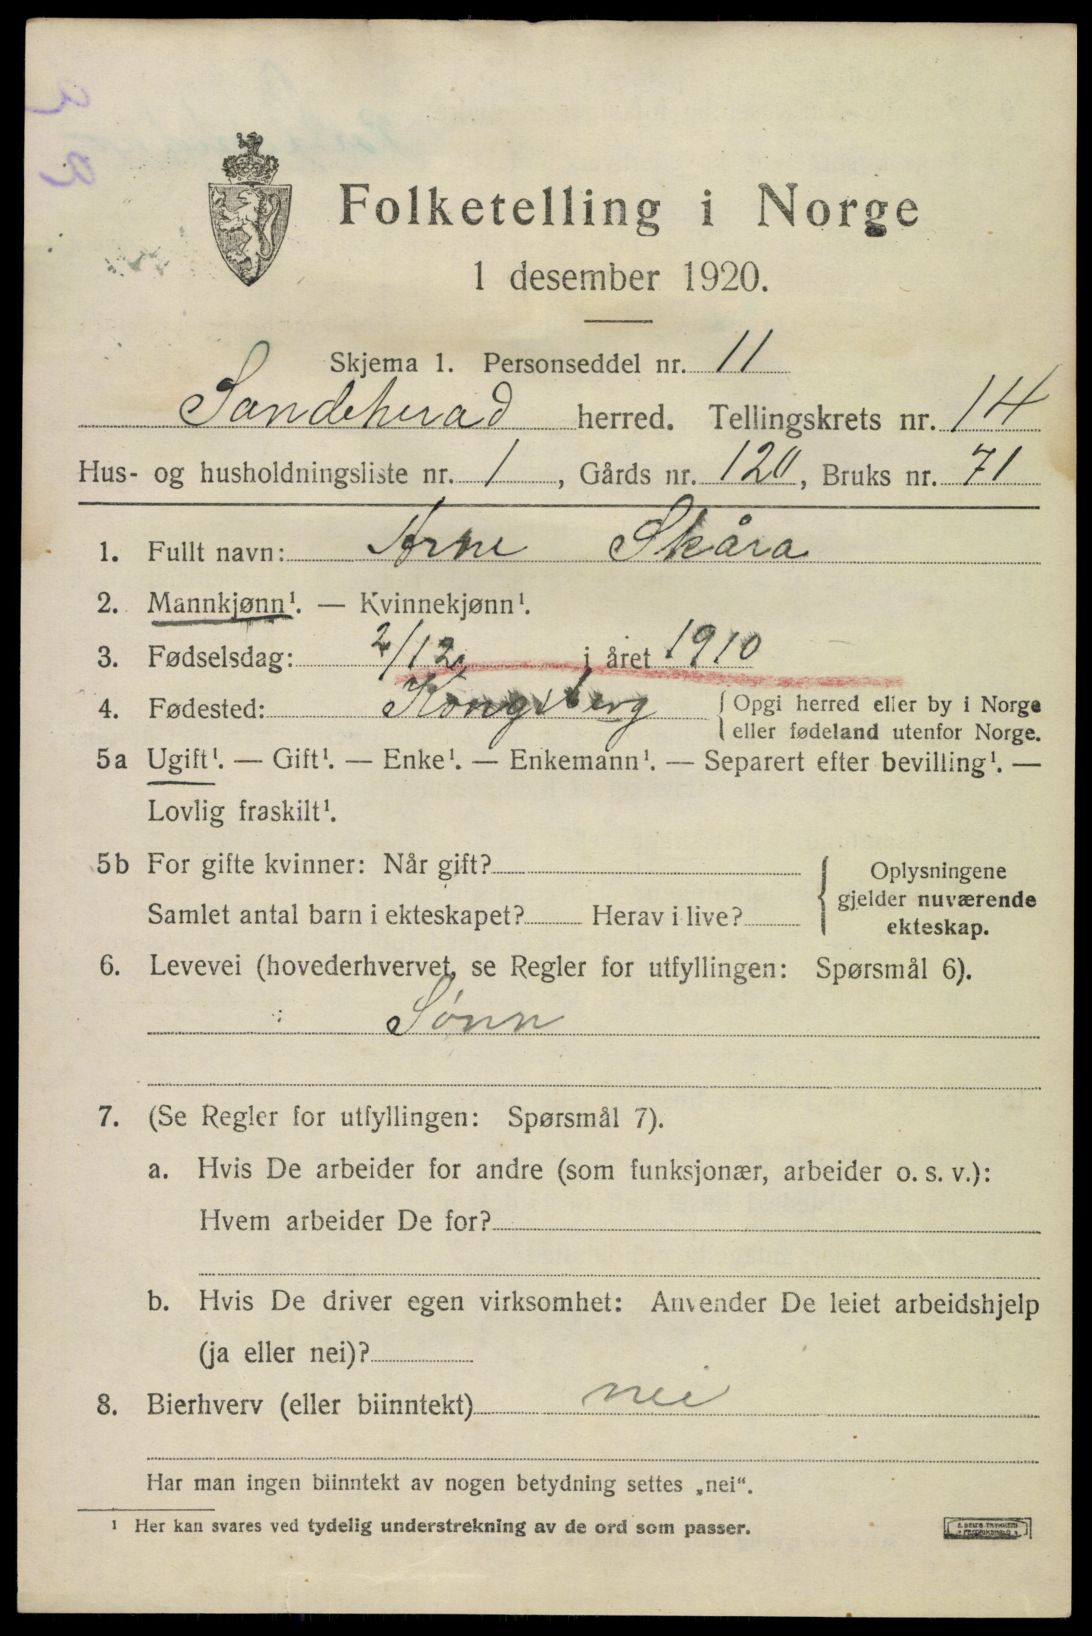 Folketelling i Norge
1 desember 1920.
Skjema 1. Personseddel nr. 11
Sandeherad herred. Tellingskrets nr. 14
Hus- og husholdningsliste nr. 1, Gårds nr. 120, Bruks nr. 71
1. Fullt navn: Arne Skåra
2. Mannkjønn¹. — Kvinnekjønn¹.
3. Fødselsdag: 2/12 i året 1910
4. Fødested: Kongsberg { Opgi herred eller by i Norge
eller fødeland utenfor Norge.
5a Ugift¹. — Gift¹. — Enke¹. — Enkemann¹. — Separert efter bevilling¹. —
Lovlig fraskilt¹.
5b For gifte kvinner: Når gift?
Samlet antal barn i ekteskapet? Herav i live?
{ Oplysningene
gjelder nuværende
ekteskap.
6. Levevei (hovederhvervet, se Regler for utfyllingen: Spørsmål 6).
Sønn
7. (Se Regler for utfyllingen: Spørsmål 7).
a. Hvis De arbeider for andre (som funksjonær, arbeider o. s. v.):
Hvem arbeider De for?
b. Hvis De driver egen virksomhet: Anvender De leiet arbeidshjelp
(ja eller nei)?
8. Bierhverv (eller biinntekt) nei
Har man ingen biinntekt av nogen betydning settes „nei“.
¹ Her kan svares ved tydelig understrekning av de ord som passer.